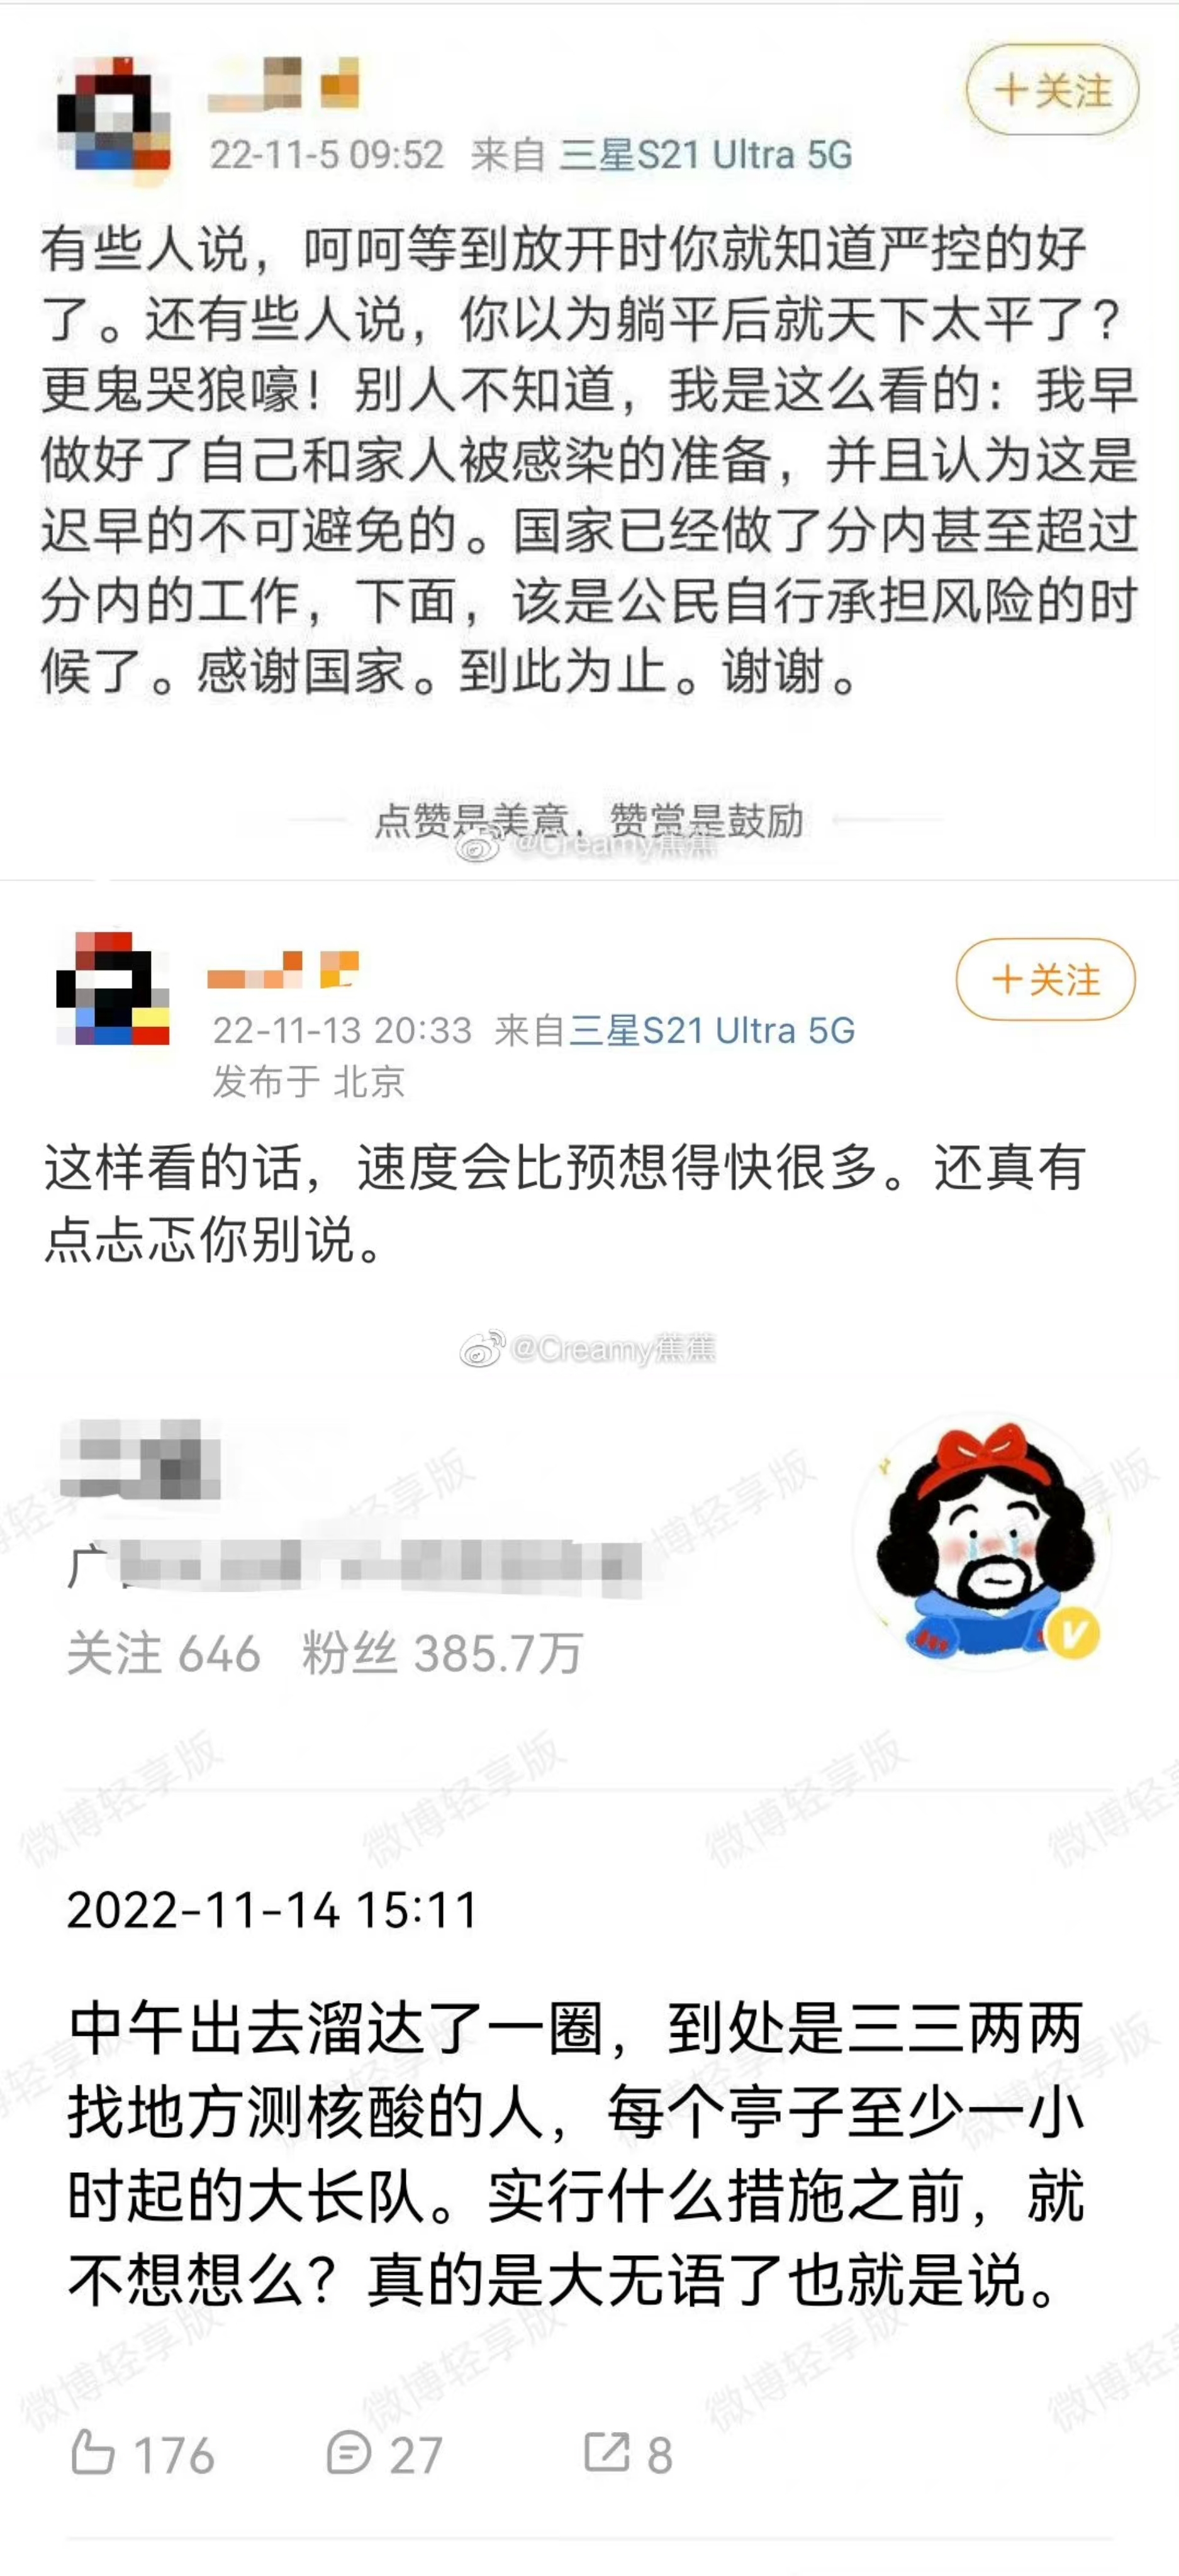 22-11-5 09:52 来自 三星S21 Ultra 5G
+关注
有些人说，呵呵等到放开时你就知道严控的好
了。还有些人说，你以为躺平后就天下太平了？
更鬼哭狼嚎！别人不知道，我是这么看的：我早
做好了自己和家人被感染的准备，并且认为这是
迟早的不可避免的。国家已经做了分内甚至超过
分内的工作，下面，该是公民自行承担风险的时
候了。感谢国家。到此为止。谢谢。
点赞是美意，赞赏是鼓励
@Creamy焦焦
22-11-13 20:33 来自 三星S21 Ultra 5G
发布于 北京
+关注
这样看的话，速度会比预想得快很多。还真有
点忐忑你别说。
@Creamy焦焦
广
关注 646 粉丝 385.7万
2022-11-14 15:11
中午出去溜达了一圈，到处是三三两两
找地方测核酸的人，每个亭子至少一小
时起的大长队。实行什么措施之前，就
不想想么？真的是大无语了也就是说。
176 27 8
微博轻享版